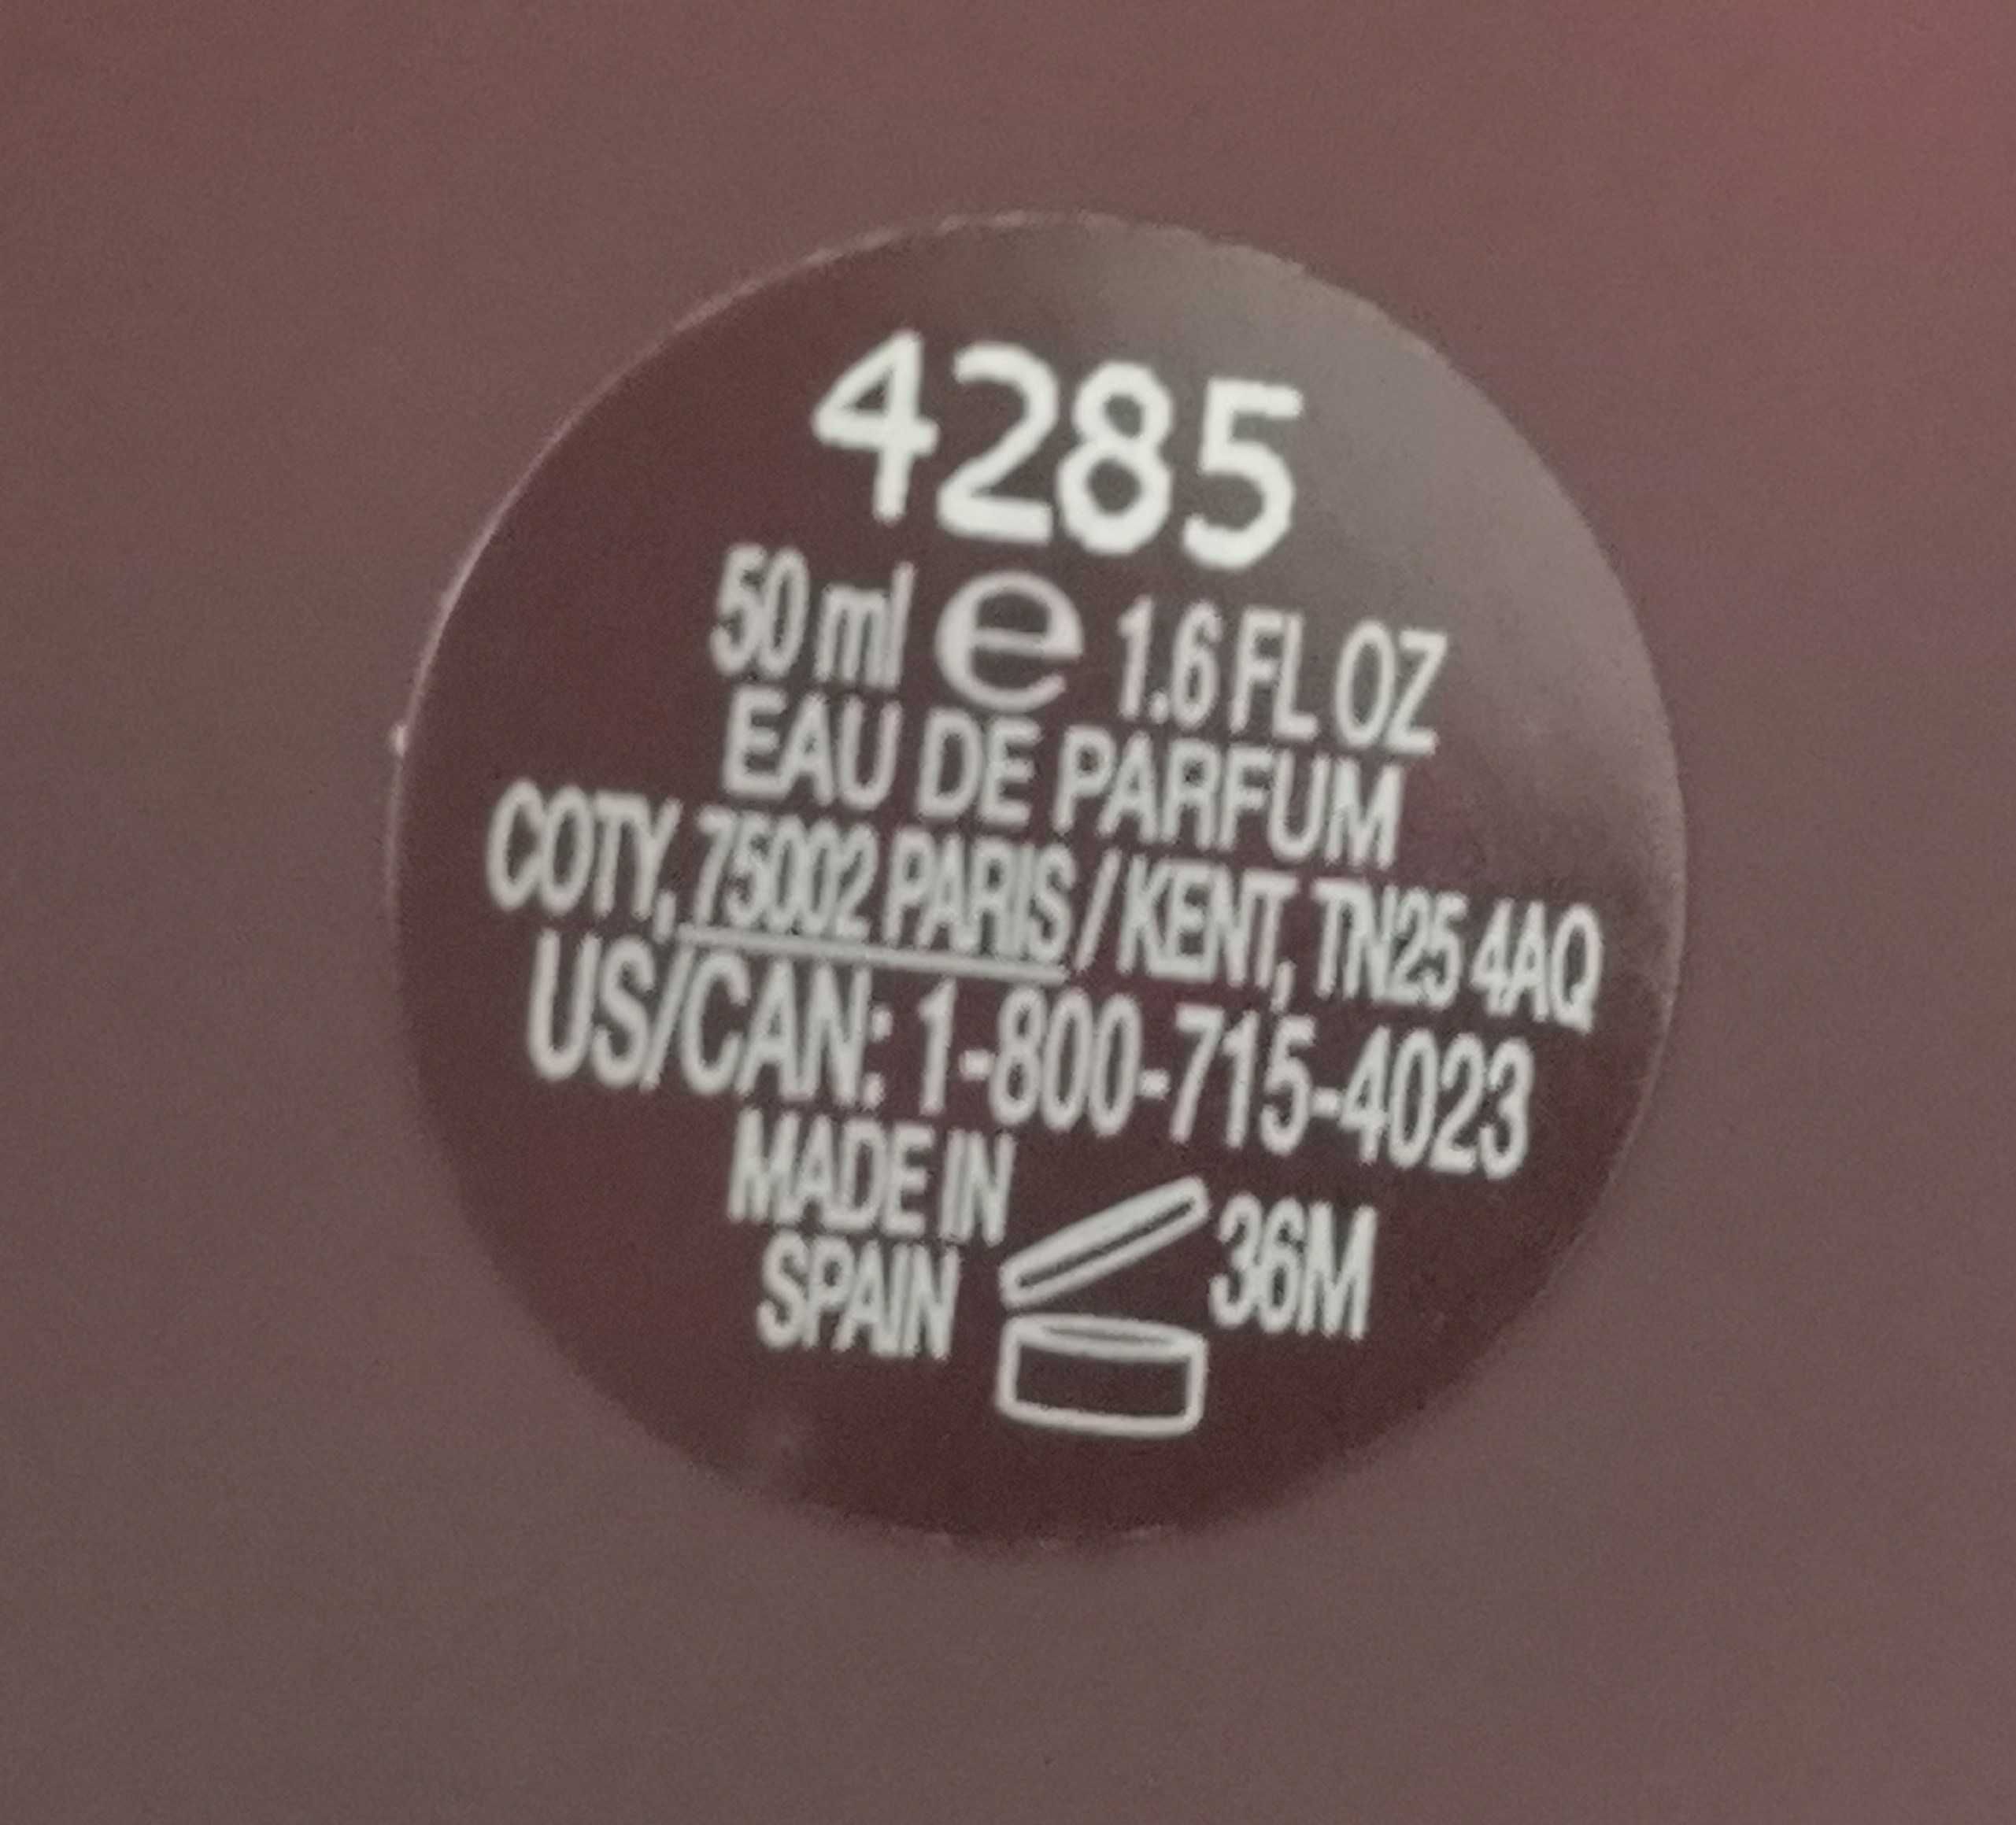 4285
50 ml e 1.6 FL OZ
EAU DE PARFUM
COTY, 75002 PARIS / KENT, TN25 4AQ
US/CAN: 1-800-715-4023
MADE IN
SPAIN
36M